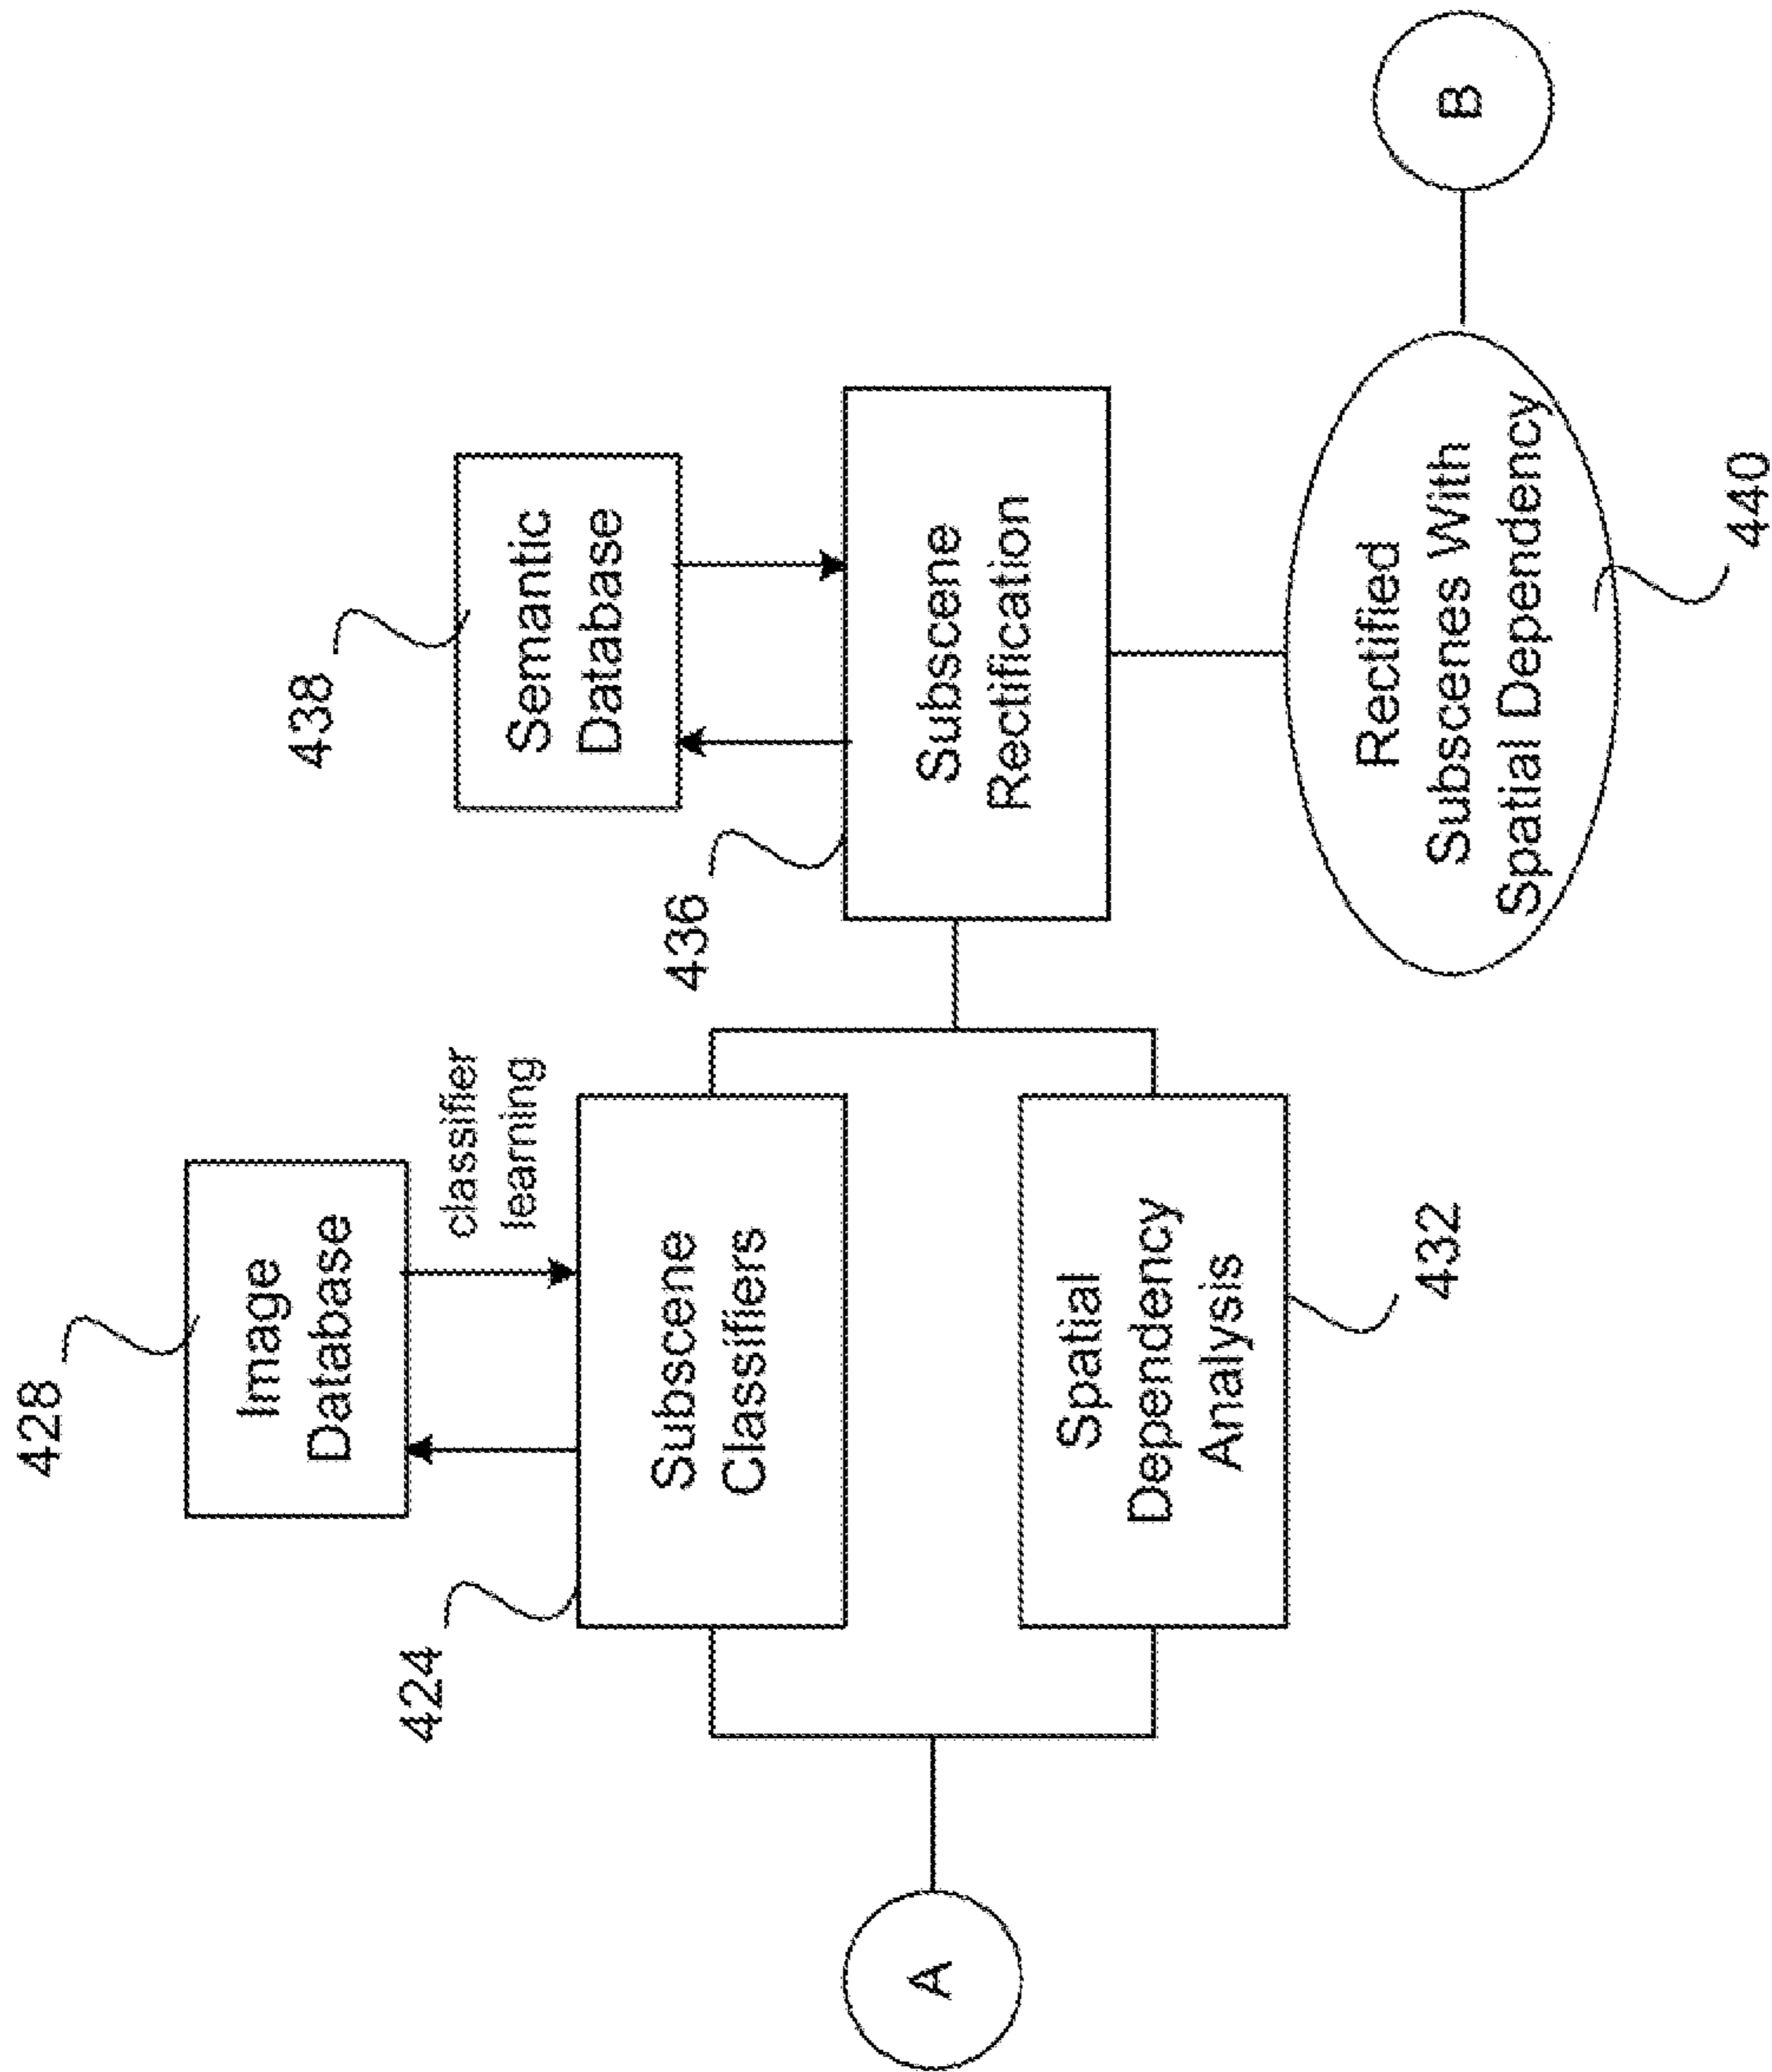 A
424
428
Image
Database
classifier
learning
Subscene
Classifiers
Spatial
Dependency
Analysis
432
436
438
Semantic
Database
Subscene
Rectification
Rectified
Subscenes With
Spatial Dependency
440
B